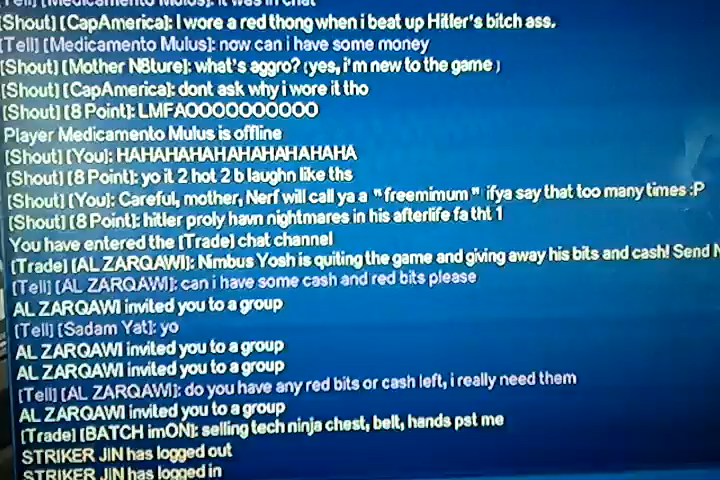 [Tell] [Medicamento Mulus]: it was in chat
[Shout] [CapAmerica]: I wore a red thong when i beat up Hitler's bitch ass.
[Tell] [Medicamento Mulus]: now can i have some money
[Shout] [Mother N8ture]: what's aggro? (yes, i'm new to the game )
[Shout] [CapAmerica]: dont ask why i wore it tho
[Shout] [8 Point]: LMFAOOOOOOOOOO
Player Medicamento Mulus is offline
[Shout] [You]: HAHAHAHAHAHAHAHAHAHA
[Shout] [8 Point]: yo it 2 hot 2 b laughn like ths
[Shout] [You]: Careful, mother, Nerf will call ya a "freemimum" ifya say that too many times :P
[Shout] [8 Point]: hitler proly havn nightmares in his afterlife fa tht 1
You have entered the [Trade] chat channel
[Trade] [AL ZARQAWI]: Nimbus Yosh is quiting the game and giving away his bits and cash! Send
[Tell] [AL ZARQAWI]: can i have some cash and red bits please
AL ZARQAWI invited you to a group
[Tell] [Sadam Yat]: yo
AL ZARQAWI invited you to a group
AL ZARQAWI invited you to a group
[Tell] [AL ZARQAWI]: do you have any red bits or cash left, i really need them
AL ZARQAWI invited you to a group
[Trade] [BATCH imON]: selling tech ninja chest, belt, hands pst me
STRIKER JIN has logged out
STRIKER JIN has logged in